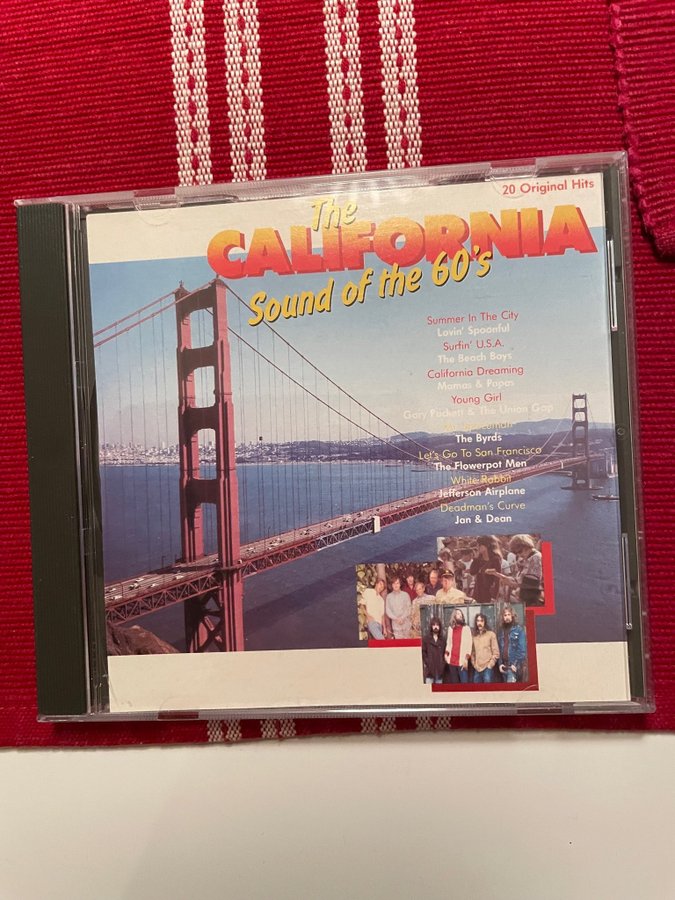 20 Original Hits
The
CALIFORNIA
Sound of the 60's
Summer In The City
Lovin' Spoonful
Surfin' U.S.A.
The Beach Boys
California Dreaming
Mamas & Papas
Young Girl
Gary Puckett & The Union Gap
The Byrds
Let's Go To San Francisco
The Flowerpot Men
White Rabbit
Jefferson Airplane
Deadman's Curve
Jan & Dean